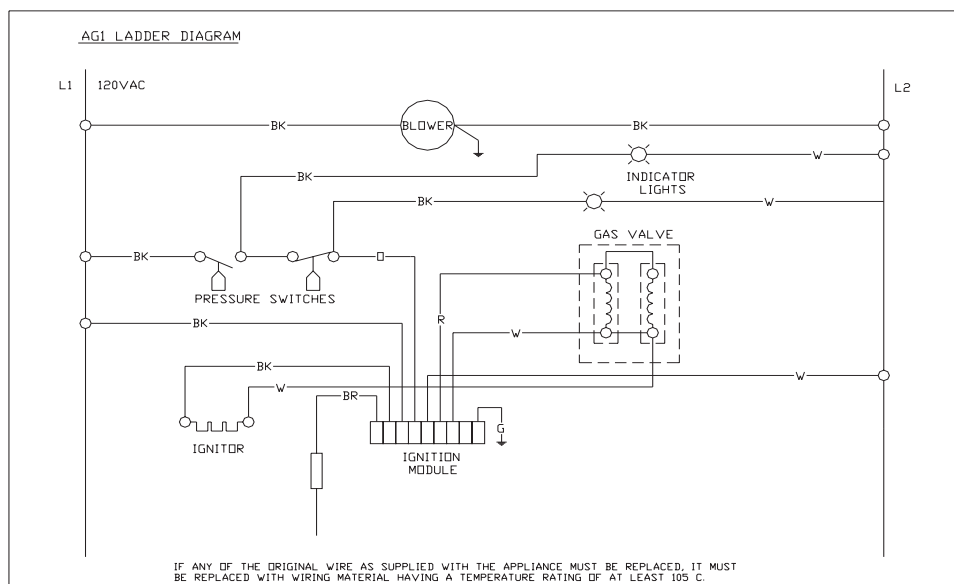 AG1 LADDER DIAGRAM
L1 120VAC
L2
BK BLOWER BK
BK W
INDICATOR
LIGHTS
BK W
GAS VALVE
BK O
PRESSURE SWITCHES
BK R W
BK W
W
BR
IGNITOR
G
IGNITION
MODULE
IF ANY OF THE ORIGINAL WIRE AS SUPPLIED WITH THE APPLIANCE MUST BE REPLACED, IT MUST
BE REPLACED WITH WIRING MATERIAL HAVING A TEMPERATURE RATING OF AT LEAST 105 C.